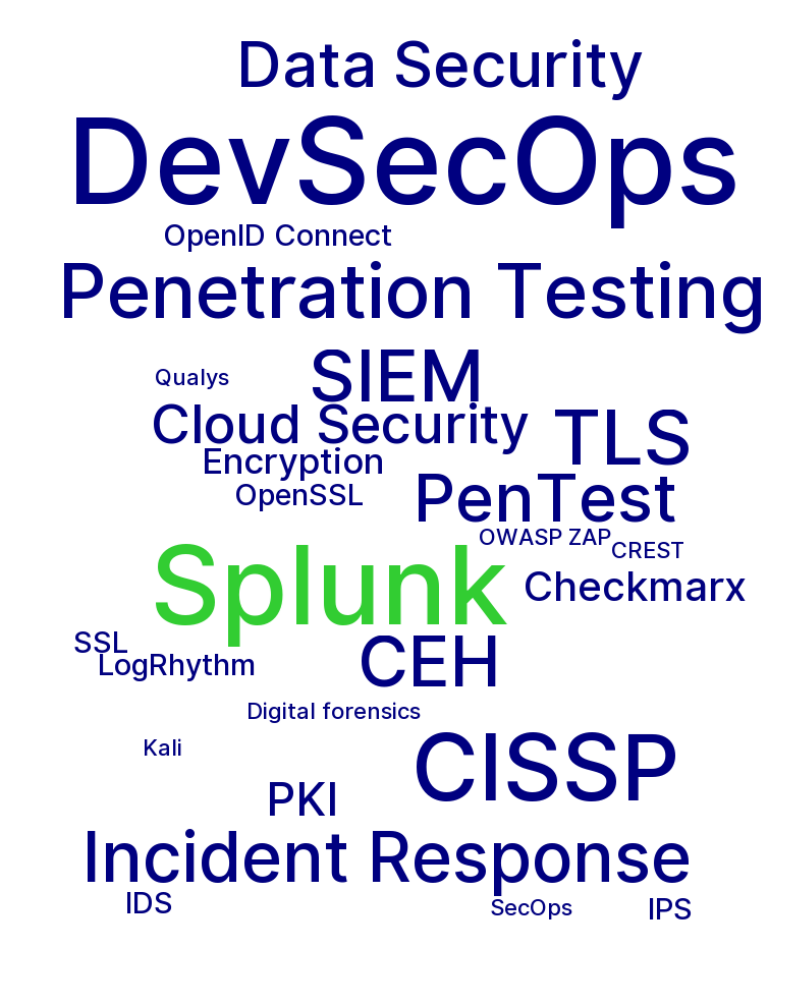 Data Security
DevSecOps
OpenID Connect
Penetration Testing
SIEM
Qualys
Cloud Security
TLS
Encryption
OpenSSL
PenTest
OWASP ZAP
CREST
Splunk
Checkmarx
SSL
LogRhythm
CEH
Digital forensics
Kali
CISSP
PKI
Incident Response
IDS
SecOps
IPS